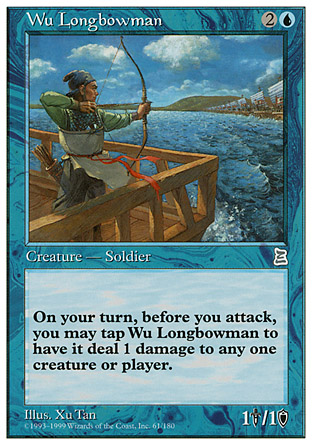 Wu Longbowman 2
Creature — Soldier
On your turn, before you attack,
you may tap Wu Longbowman to
have it deal 1 damage to any one
creature or player.
Illus. Xu Tan
©1993-1999 Wizards of the Coast, Inc. 61/180
1/1